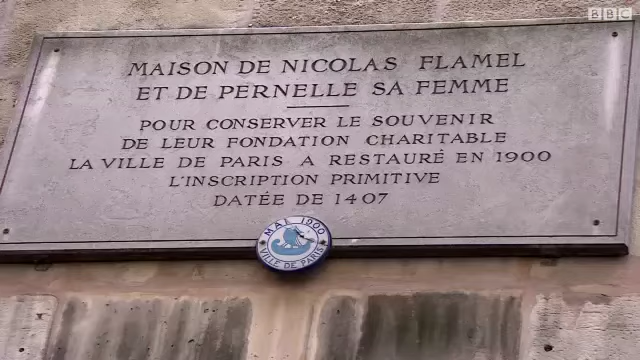 BBC
MAISON DE NICOLAS FLAMEL
ET DE PERNELLE SA FEMME
POUR CONSERVER LE SOUVENIR
DE LEUR FONDATION CHARITABLE
LA VILLE DE PARIS A RESTAURÉ EN 1900
L'INSCRIPTION PRIMITIVE
DATÉE DE 1407
MAI 1900
VILLE DE PARIS